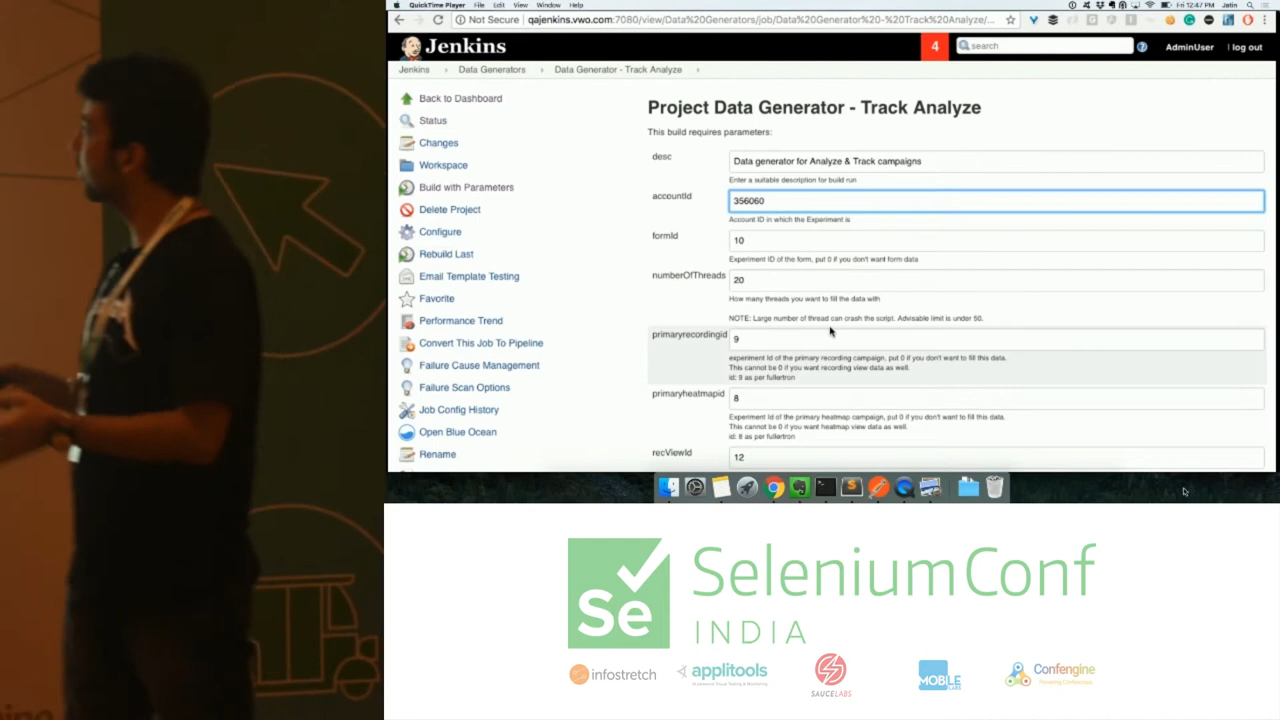 QuickTime Player File Edit View Window Help
Fri 12:47 PM Jatin
Not Secure qajenkins.vwo.com:7080/view/Data%20Generators/job/Data%20Generator%20-%20Track%20Analyze/...
Jenkins
4
search
AdminUser
log out
Jenkins
Data Generators
Data Generator - Track Analyze
Back to Dashboard
Status
Changes
Workspace
Build with Parameters
Delete Project
Configure
Rebuild Last
Email Template Testing
Favorite
Performance Trend
Convert This Job To Pipeline
Failure Cause Management
Failure Scan Options
Job Config History
Open Blue Ocean
Rename
Project Data Generator - Track Analyze
This build requires parameters:
desc
Data generator for Analyze & Track campaigns
Enter a suitable description for build run
accountId
356060
Account ID in which the Experiment is
formId
10
Experiment ID of the form, put 0 if you don't want form data
numberOfThreads
20
How many threads you want to fill the data with
NOTE: Large number of thread can crash the script. Advisable limit is under 50.
primaryrecordingid
9
experiment Id of the primary recording campaign, put 0 if you don't want to fill this data.
This cannot be 0 if you want recording view data as well.
id: 9 as per fullertron
primaryheatmapid
8
Experiment Id of the primary heatmap campaign, put 0 if you don't want to fill this data.
This cannot be 0 if you want heatmap view data as well.
id: 8 as per fullertron
recViewId
12
Se
SeleniumConf
INDIA
infostretch
applitools
SAUCELABS
MOBILE
LABS
Confengine